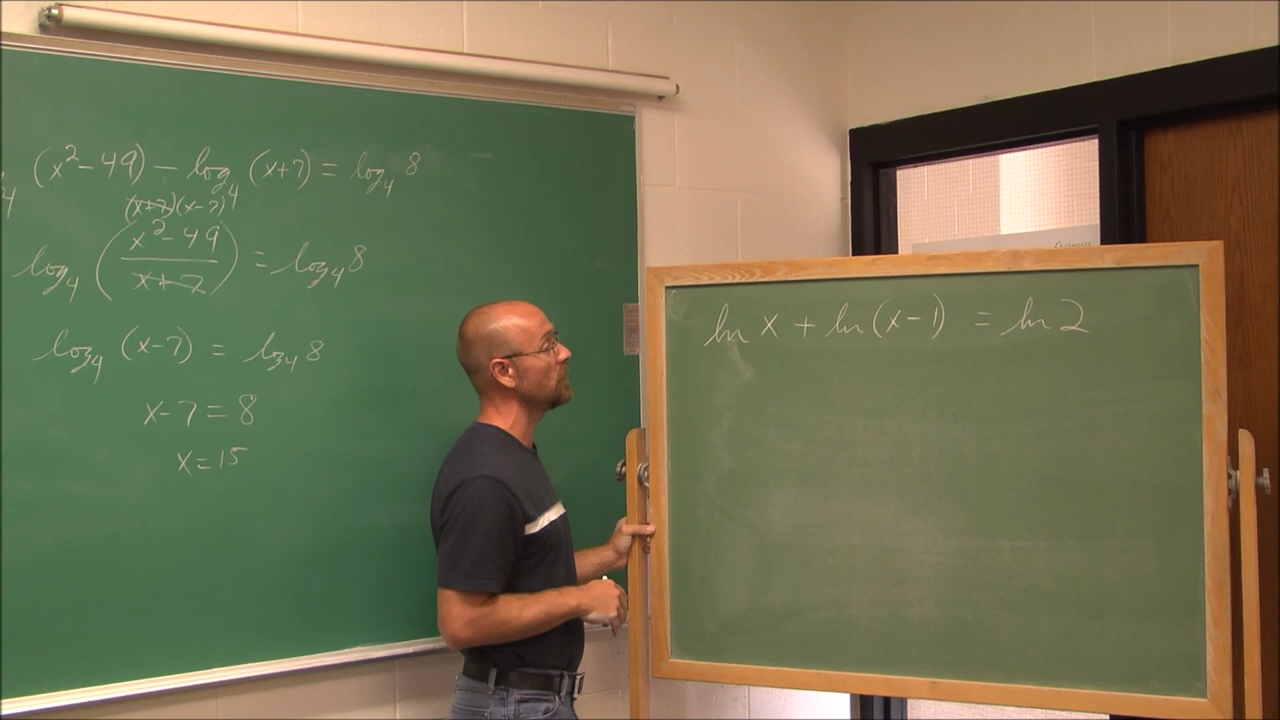 4 (x²-49) - log₄ (x+7) = log₄ 8
(x+7)(x-7)
log₄ (x²-49 / x+7) = log₄ 8
log₄ (x-7) = log₄ 8
x-7 = 8
x=15
ln x + ln (x-1) = ln 2